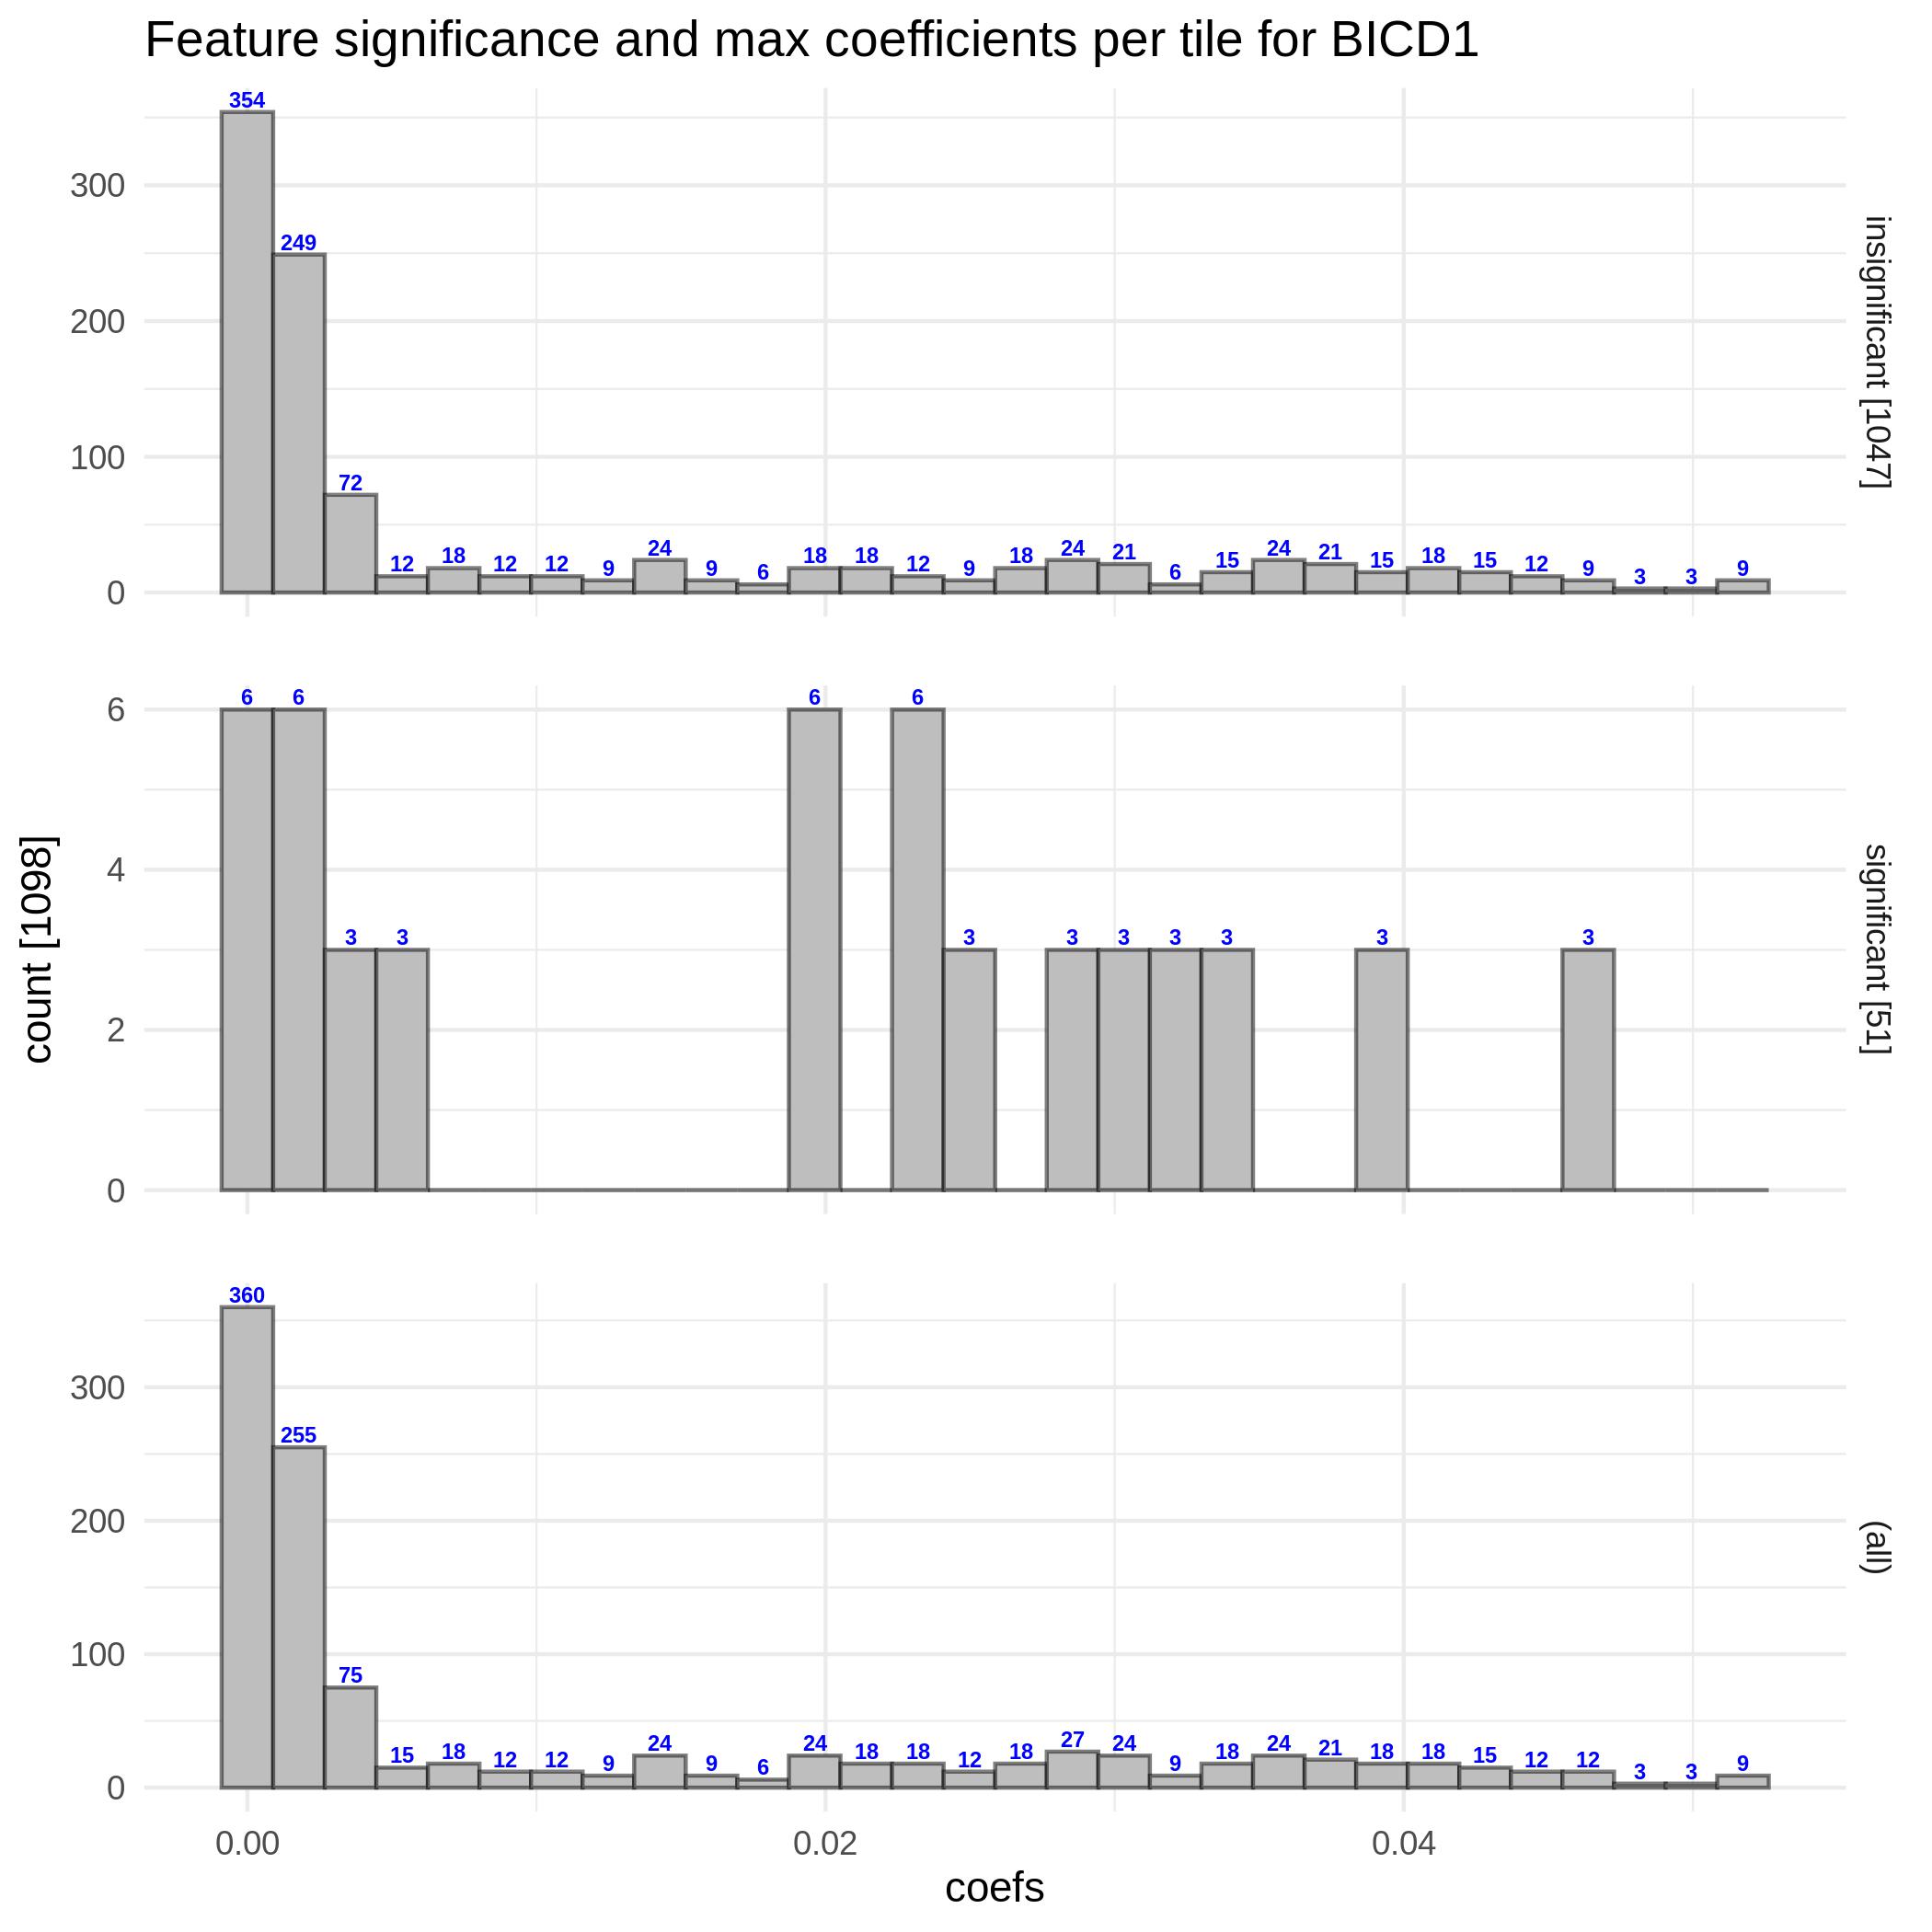 Feature significance and max coefficients per tile for BICD1
354
249
72
12 18 12 12 9 24 9 6 18 18 12 9 18 24 21 6 15 24 21 15 18 15 12 9 3 3 9
300
200
100
0
insignificant [1047]
6 6 6 6
3 3 3 3 3 3 3 3 3
6
4
2
0
significant [51]
count [1098]
360
255
75
15 18 12 12 9 24 9 6 24 18 18 12 18 27 24 9 18 24 21 18 18 15 12 12 3 3 9
300
200
100
0
(all)
0.00 0.02 0.04
coefs